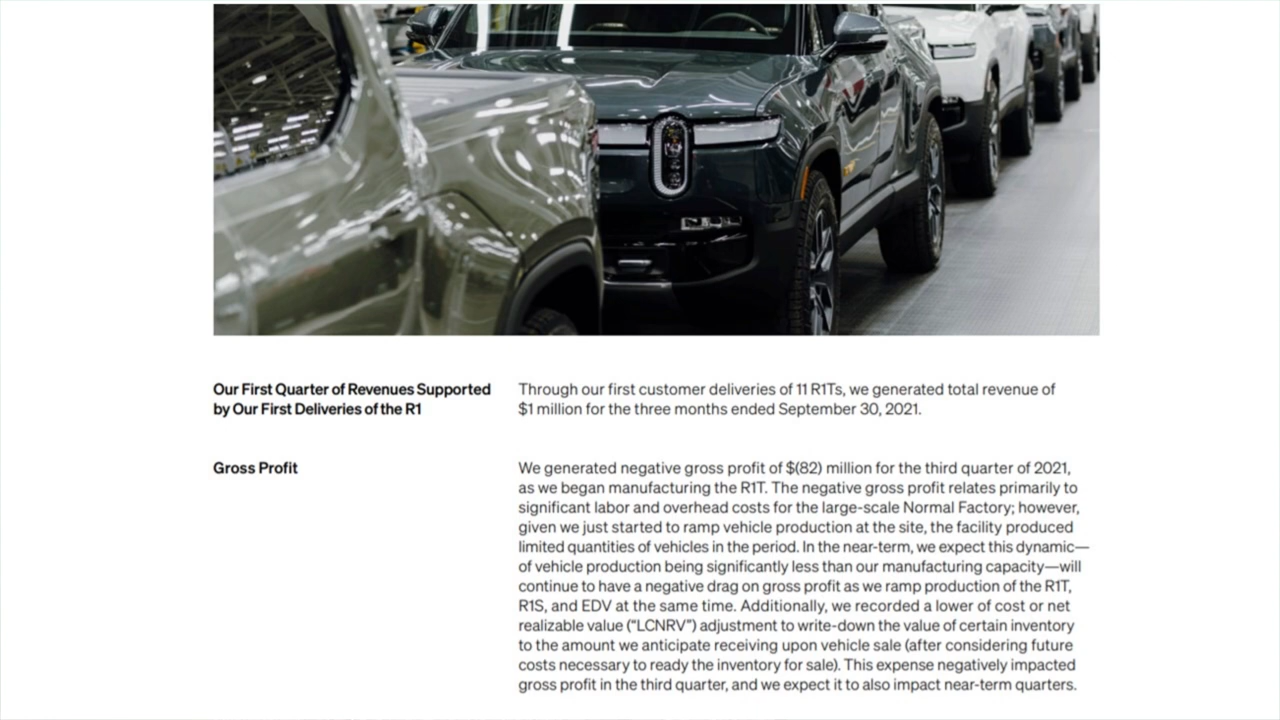 Our First Quarter of Revenues Supported
by Our First Deliveries of the R1
Through our first customer deliveries of 11 R1Ts, we generated total revenue of
$1 million for the three months ended September 30, 2021.
Gross Profit
We generated negative gross profit of $(82) million for the third quarter of 2021,
as we began manufacturing the R1T. The negative gross profit relates primarily to
significant labor and overhead costs for the large-scale Normal Factory; however,
given we just started to ramp vehicle production at the site, the facility produced
limited quantities of vehicles in the period. In the near-term, we expect this dynamic—
of vehicle production being significantly less than our manufacturing capacity—will
continue to have a negative drag on gross profit as we ramp production of the R1T,
R1S, and EDV at the same time. Additionally, we recorded a lower of cost or net
realizable value (“LCNRV”) adjustment to write-down the value of certain inventory
to the amount we anticipate receiving upon vehicle sale (after considering future
costs necessary to ready the inventory for sale). This expense negatively impacted
gross profit in the third quarter, and we expect it to also impact near-term quarters.